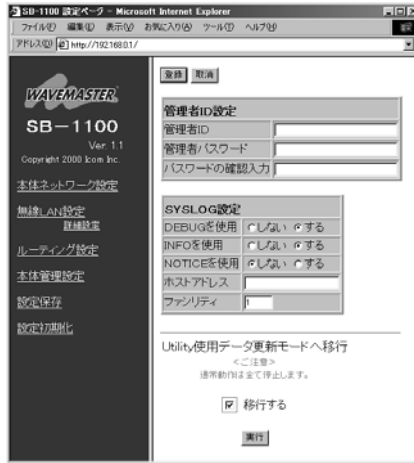 SB-1100 設定ページ - Microsoft Internet Explorer
ファイル(F) 編集(E) 表示(V) お気に入り(A) ツール(T) ヘルプ(H)
アドレス(D) http://192.168.0.1/
WAVEMASTER
SB-1100
Ver. 1.1
Copyright 2000 Icom Inc.
本体ネットワーク設定
無線LAN設定
詳細設定
ルーティング設定
本体管理設定
設定保存
設定初期化
登録 取消
管理者ID設定
管理者ID
管理者パスワード
パスワードの確認入力
SYSLOG設定
DEBUGを使用 しない する
INFOを使用 しない する
NOTICEを使用 しない する
ホストアドレス
ファシリティ 1
Utility使用データ更新モードへ移行
<ご注意>
通常動作は全て停止します。
移行する
実行